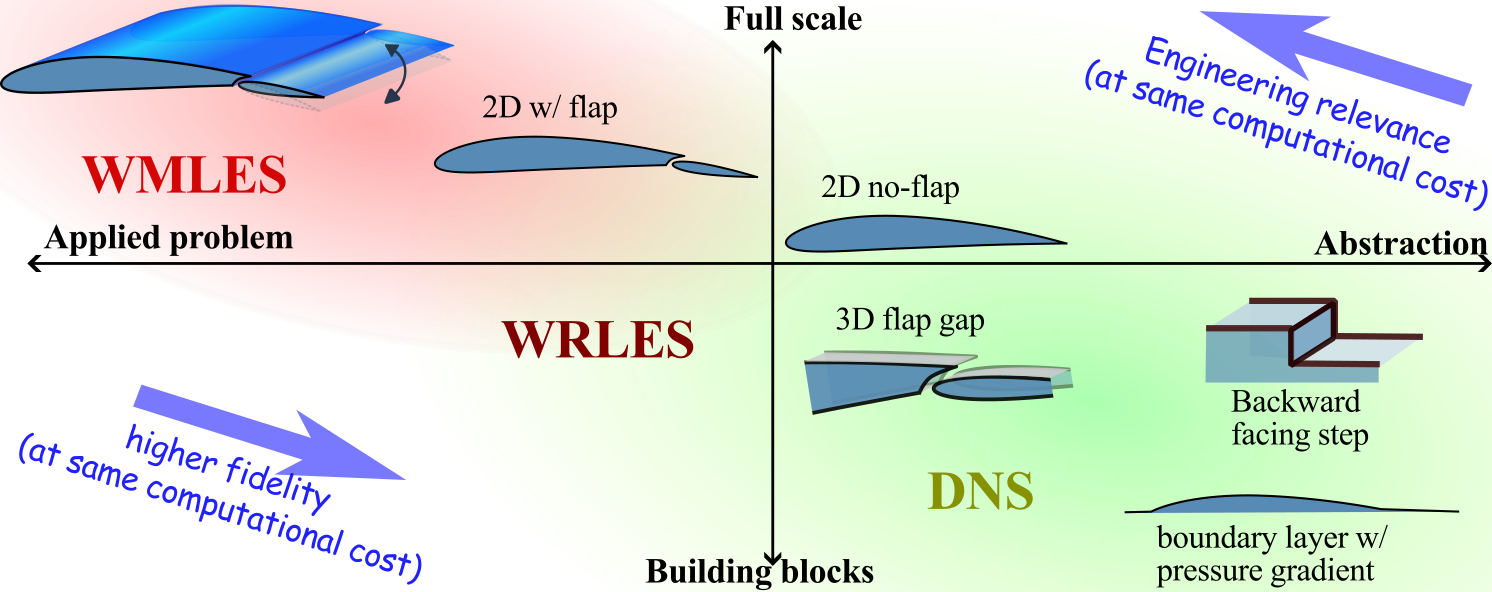 Full scale
Engineering relevance
(at same computational cost)
2D w/ flap
WMLES
2D no-flap
Applied problem
Abstraction
WRLES
3D flap gap
Backward
facing step
higher fidelity
(at same computational cost)
DNS
boundary layer w/
pressure gradient
Building blocks